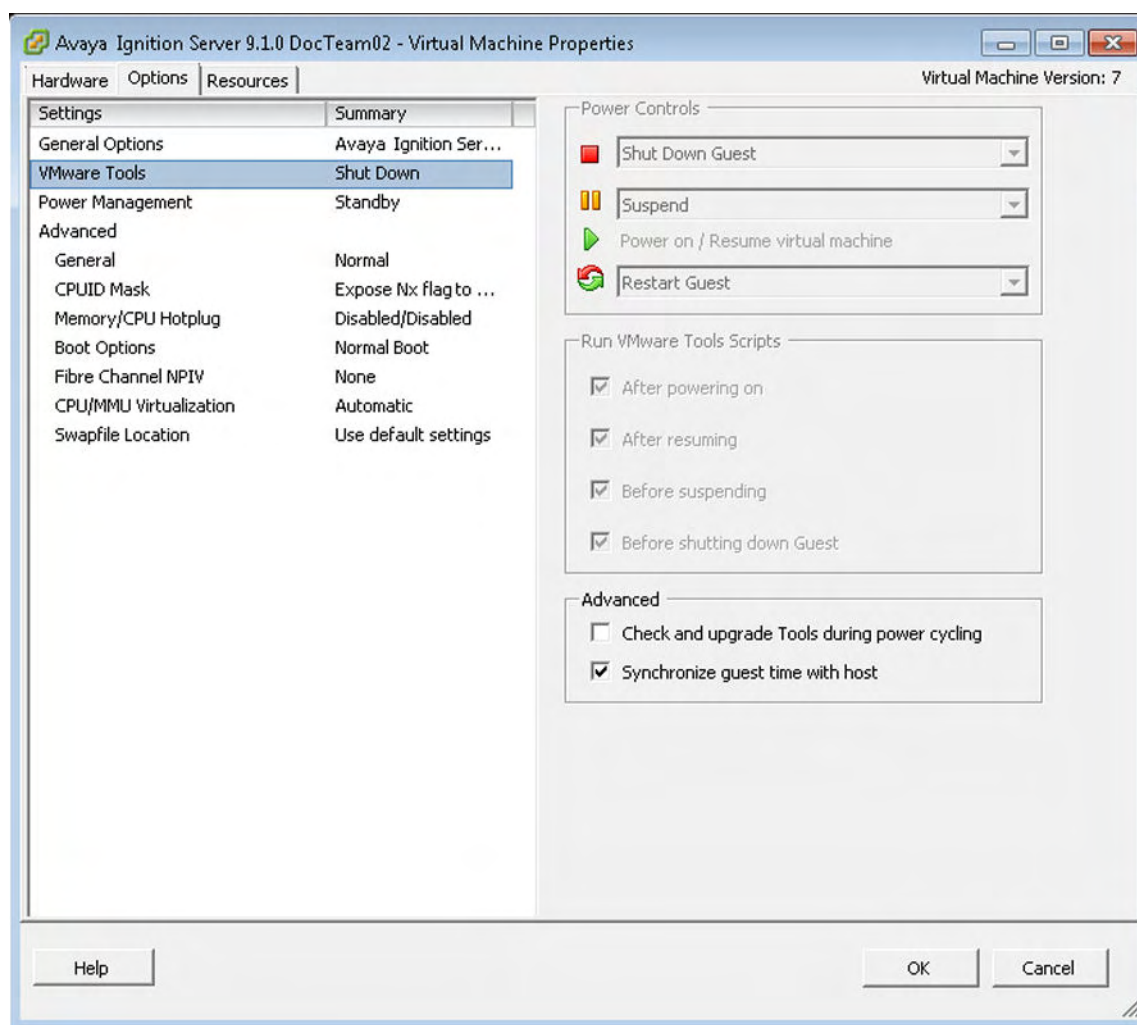 Avaya Ignition Server 9.1.0 DocTeam02 - Virtual Machine Properties
Hardware Options Resources Virtual Machine Version: 7
Settings Summary
General Options Avaya Ignition Ser...
VMware Tools Shut Down
Power Management Standby
Advanced
General Normal
CPUID Mask Expose Nx flag to ...
Memory/CPU Hotplug Disabled/Disabled
Boot Options Normal Boot
Fibre Channel NPIV None
CPU/MMU Virtualization Automatic
Swapfile Location Use default settings
Power Controls
Shut Down Guest
Suspend
Power on / Resume virtual machine
Restart Guest
Run VMware Tools Scripts
After powering on
After resuming
Before suspending
Before shutting down Guest
Advanced
Check and upgrade Tools during power cycling
Synchronize guest time with host
Help OK Cancel